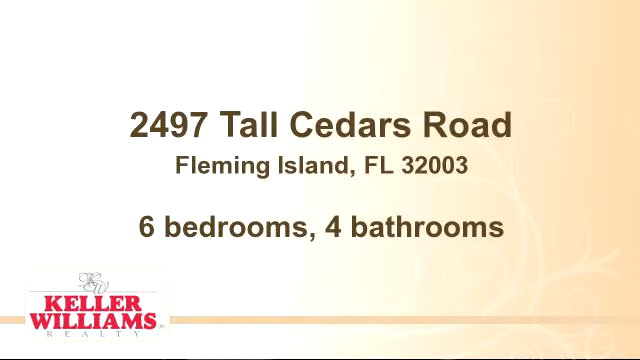 2497 Tall Cedars Road
Fleming Island, FL 32003
6 bedrooms, 4 bathrooms
KW
KELLER
WILLIAMS®
REALTY